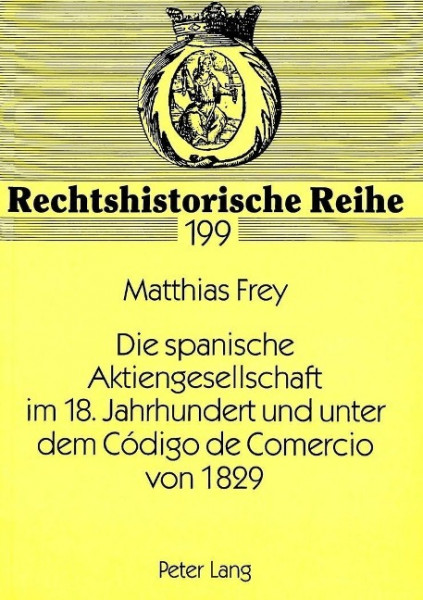 Rechtshistorische Reihe
199
Matthias Frey
Die spanische
Aktiengesellschaft
im 18. Jahrhundert und unter
dem Código de Comercio
von 1829
Peter Lang